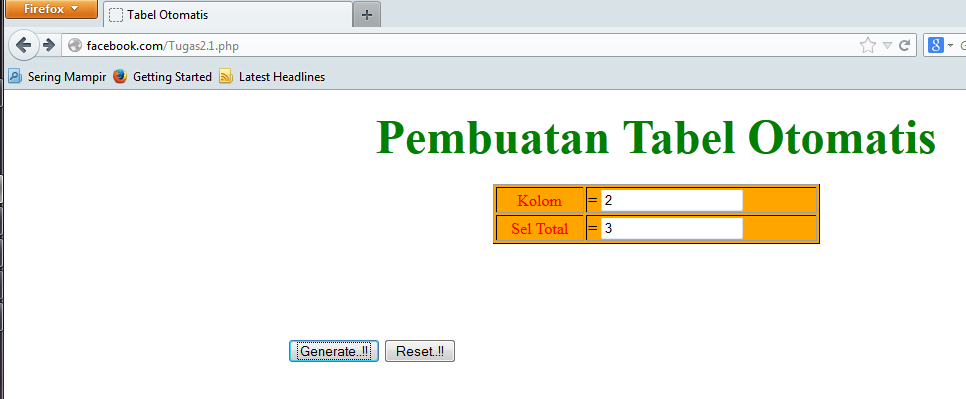 Firefox
Tabel Otomatis
facebook.com/Tugas2.1.php
Sering Mampir Getting Started Latest Headlines
Pembuatan Tabel Otomatis
Kolom = 2
Sel Total = 3
Generate..!! Reset..!!